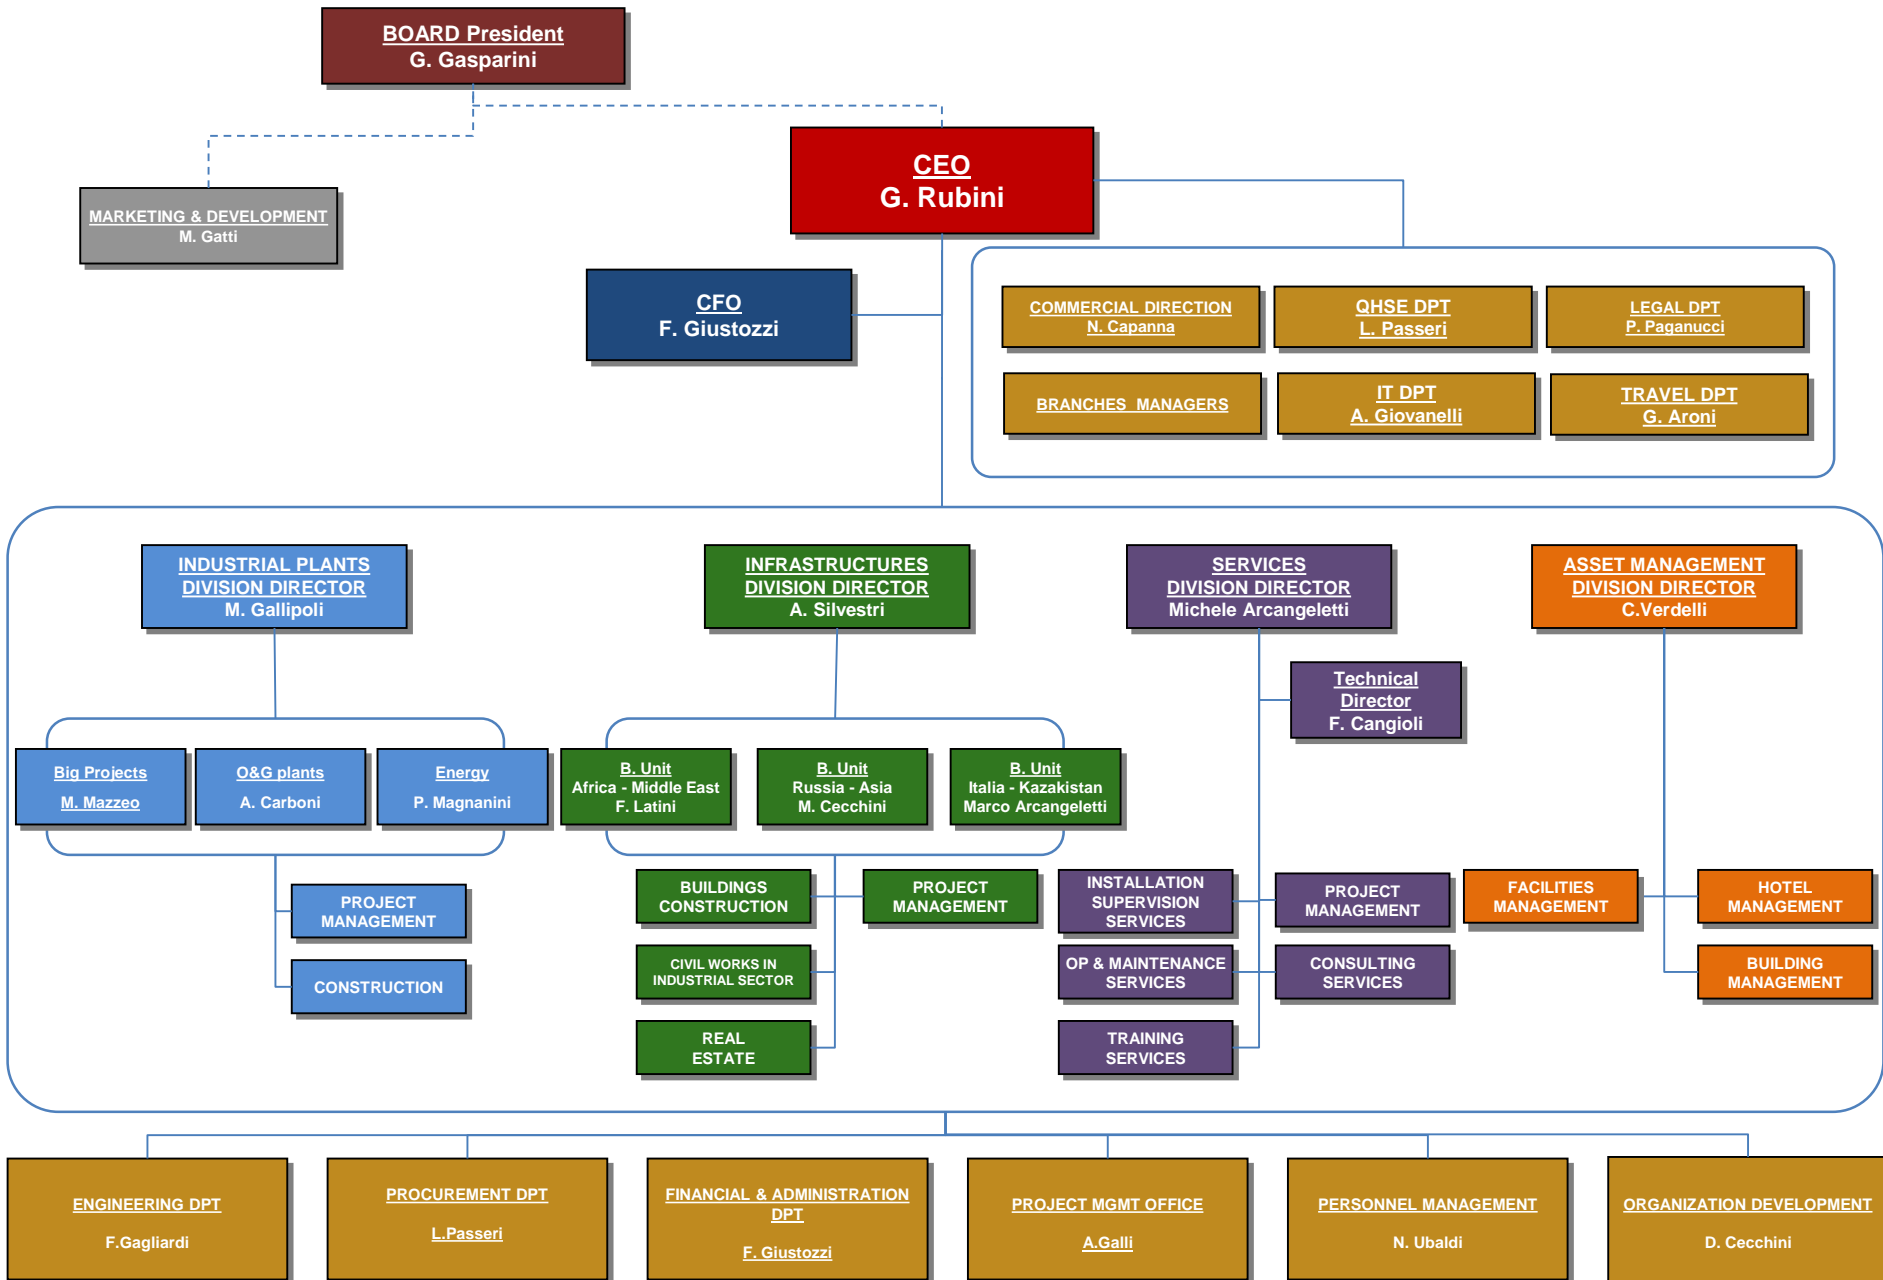 BOARD President
G. Gasparini
CEO
G. Rubini
MARKETING & DEVELOPMENT
M. Gatti
CFO
F. Giustozzi
COMMERCIAL DIRECTION
N. Capanna
QHSE DPT
L. Passeri
LEGAL DPT
P. Paganucci
BRANCHES  MANAGERS
IT DPT
A. Giovanelli
TRAVEL DPT
G. Aroni
INDUSTRIAL PLANTS
DIVISION DIRECTOR
M. Gallipoli
INFRASTRUCTURES
DIVISION DIRECTOR
A. Silvestri
SERVICES
DIVISION DIRECTOR
Michele Arcangeletti
ASSET MANAGEMENT
DIVISION DIRECTOR
C.Verdelli
Technical
Director
F. Cangioli
Big Projects
M. Mazzeo
O&G plants
A. Carboni
Energy
P. Magnanini
B. Unit
Africa - Middle East
F. Latini
B. Unit
Russia - Asia
M. Cecchini
B. Unit
Italia - Kazakistan
Marco Arcangeletti
PROJECT
MANAGEMENT
CONSTRUCTION
BUILDINGS
CONSTRUCTION
PROJECT
MANAGEMENT
CIVIL WORKS IN
INDUSTRIAL SECTOR
REAL
ESTATE
INSTALLATION
SUPERVISION
SERVICES
PROJECT
MANAGEMENT
OP & MAINTENANCE
SERVICES
CONSULTING
SERVICES
TRAINING
SERVICES
FACILITIES
MANAGEMENT
HOTEL
MANAGEMENT
BUILDING
MANAGEMENT
ENGINEERING DPT
F.Gagliardi
PROCUREMENT DPT
L.Passeri
FINANCIAL & ADMINISTRATION
DPT
F. Giustozzi
PROJECT MGMT OFFICE
A.Galli
PERSONNEL MANAGEMENT
N. Ubaldi
ORGANIZATION DEVELOPMENT
D. Cecchini